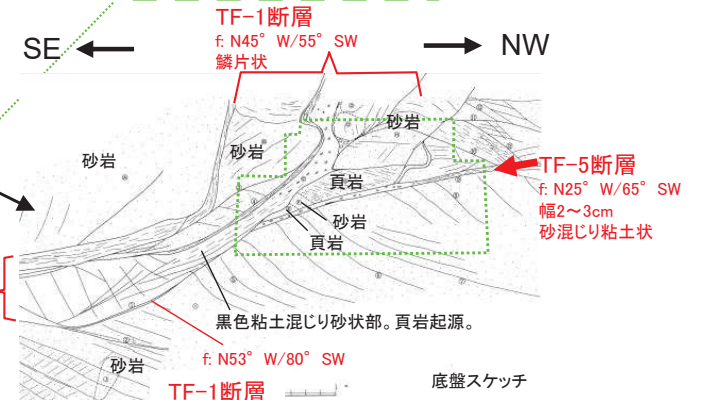 TF-1断層
f: N45°W/55°SW
鱗片状
SE
NW
砂岩
砂岩
砂岩
TF-5断層
f: N25°W/65°SW
幅2～3cm
砂混じり粘土状
頁岩
砂岩
頁岩
黒色粘土混じり砂状部。頁岩起源。
f: N53°W/80°SW
砂岩
TF-1断層
底盤スケッチ